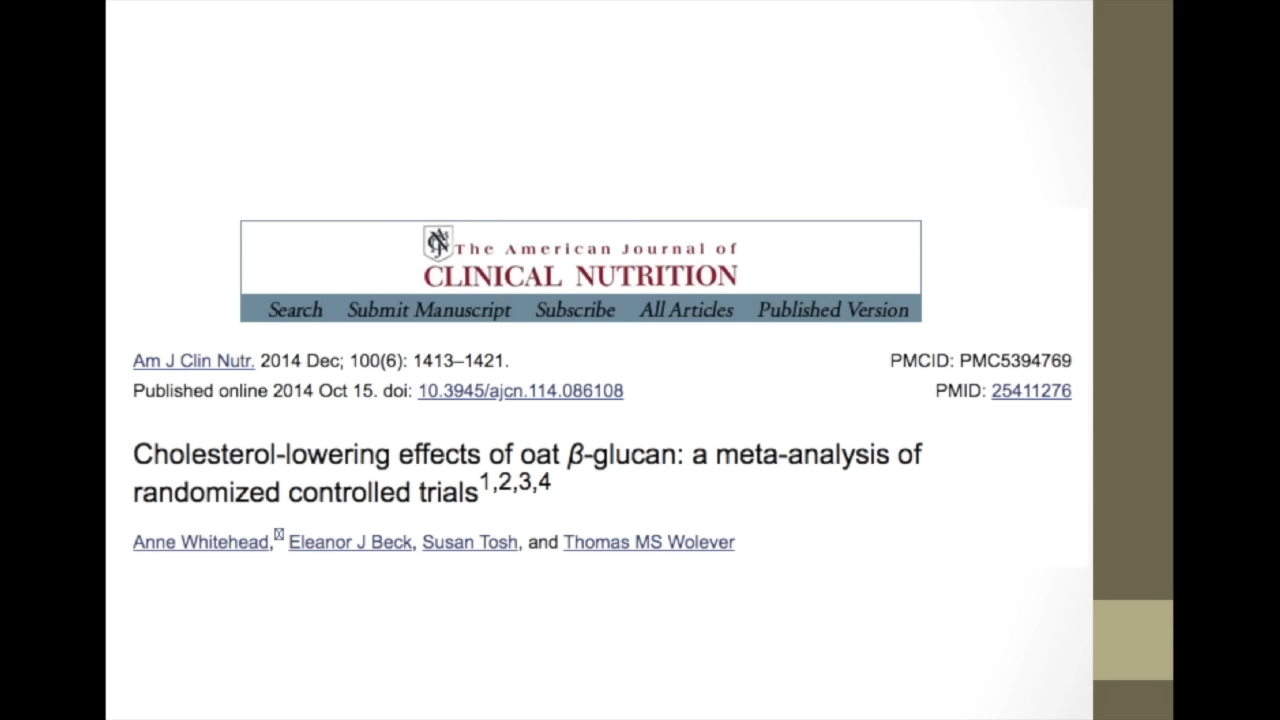 The American Journal of
CLINICAL NUTRITION
Search Submit Manuscript Subscribe All Articles Published Version
Am J Clin Nutr. 2014 Dec; 100(6): 1413–1421. PMCID: PMC5394769
Published online 2014 Oct 15. doi: 10.3945/ajcn.114.086108 PMID: 25411276
Cholesterol-lowering effects of oat β-glucan: a meta-analysis of
randomized controlled trials1,2,3,4
Anne Whitehead, Eleanor J Beck, Susan Tosh, and Thomas MS Wolever